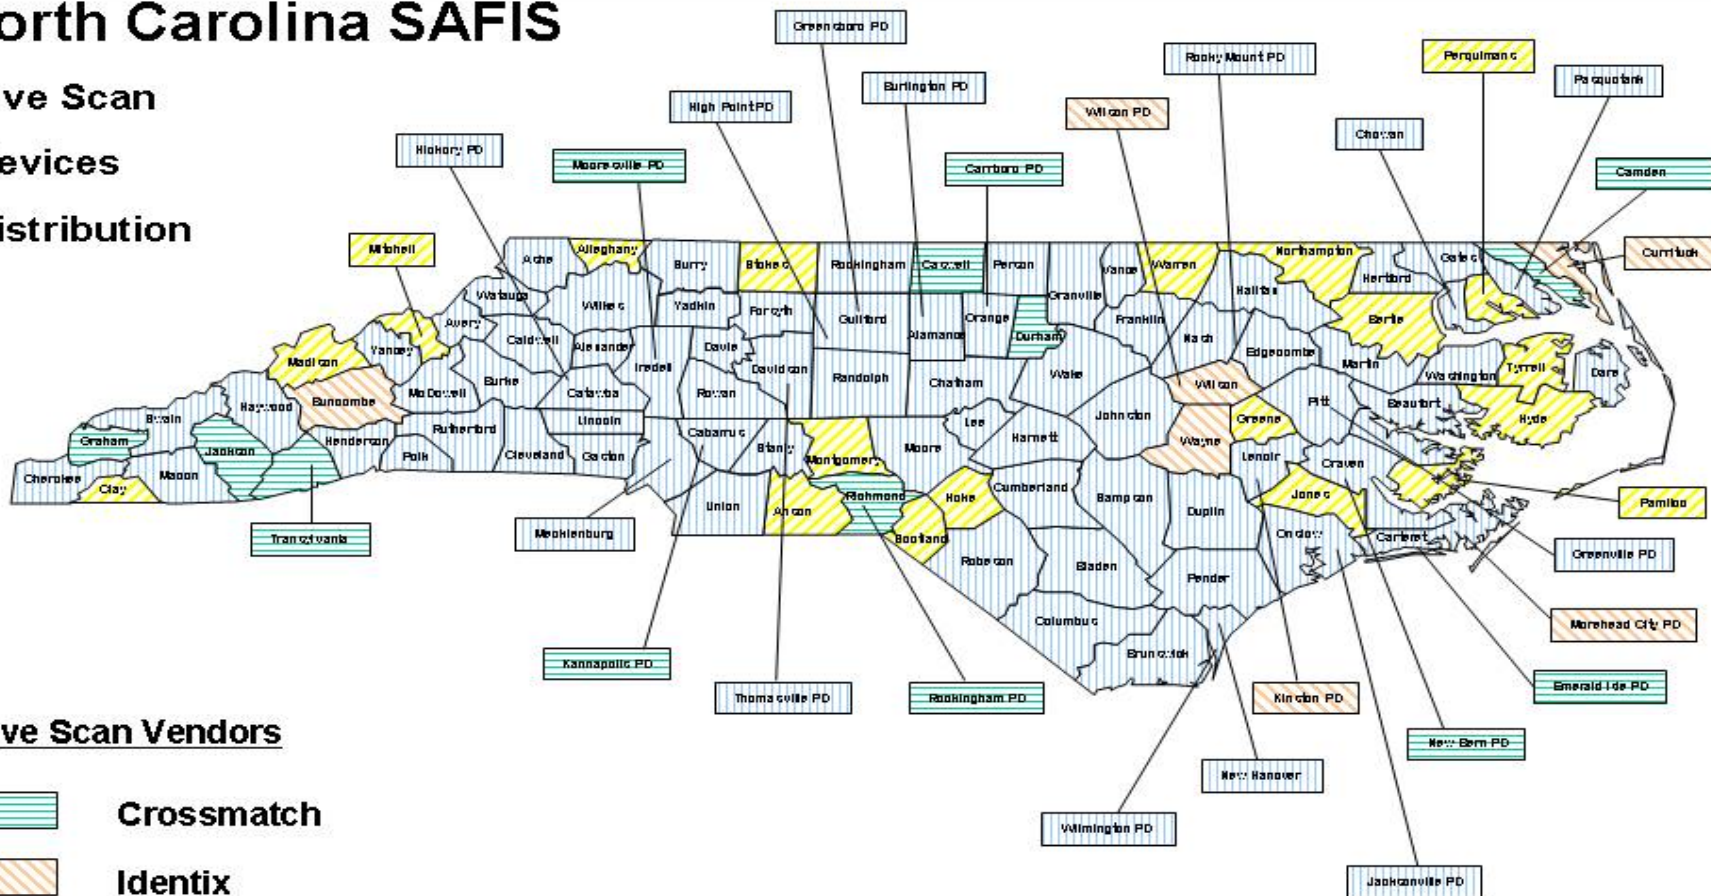 orth Carolina SAFIS
ve Scan
evices
istribution
Greensboro PD
Rocky Mount PD
Perquimans
Pasquotank
Burlington PD
High Point PD
Wilson PD
Chowan
Hickory PD
Mooresville PD
Carrboro PD
Camden
Mitchell
Currituck
Ashe
Alleghany
Surry
Stokes
Rockingham
Caswell
Person
Granville
Vance
Warren
Northampton
Hertford
Gates
Halifax
Watauga
Wilkes
Yadkin
Forsyth
Guilford
Alamance
Orange
Durham
Franklin
Nash
Edgecombe
Bertie
Martin
Washington
Tyrrell
Dare
Avery
Caldwell
Alexander
Iredell
Davie
Davidson
Randolph
Chatham
Wake
Wilson
Pitt
Beaufort
Hyde
Madison
Yancey
McDowell
Burke
Catawba
Rowan
Johnston
Greene
Buncombe
Haywood
Swain
Graham
Jackson
Henderson
Polk
Rutherford
Cleveland
Lincoln
Gaston
Cabarrus
Stanly
Montgomery
Moore
Lee
Harnett
Wayne
Lenoir
Craven
Cherokee
Clay
Macon
Union
Anson
Richmond
Scotland
Hoke
Cumberland
Sampson
Duplin
Jones
Onslow
Carteret
Pamlico
Transylvania
Mecklenburg
Robeson
Bladen
Pender
Greenville PD
Columbus
Brunswick
Morehead City PD
Kannapolis PD
Thomasville PD
Rockingham PD
Kinston PD
Emerald Isle PD
New Bern PD
New Hanover
Wilmington PD
Jacksonville PD
ve Scan Vendors
Crossmatch
Identix